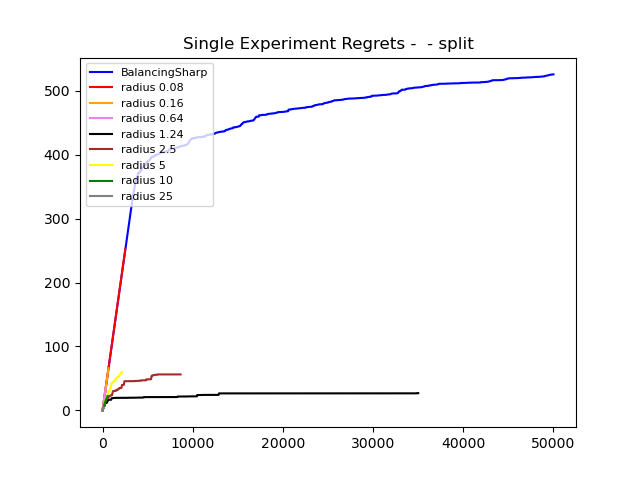 Single Experiment Regrets -  - split
BalancingSharp
radius 0.08
radius 0.16
radius 0.64
radius 1.24
radius 2.5
radius 5
radius 10
radius 25
500
400
300
200
100
0
0 10000 20000 30000 40000 50000